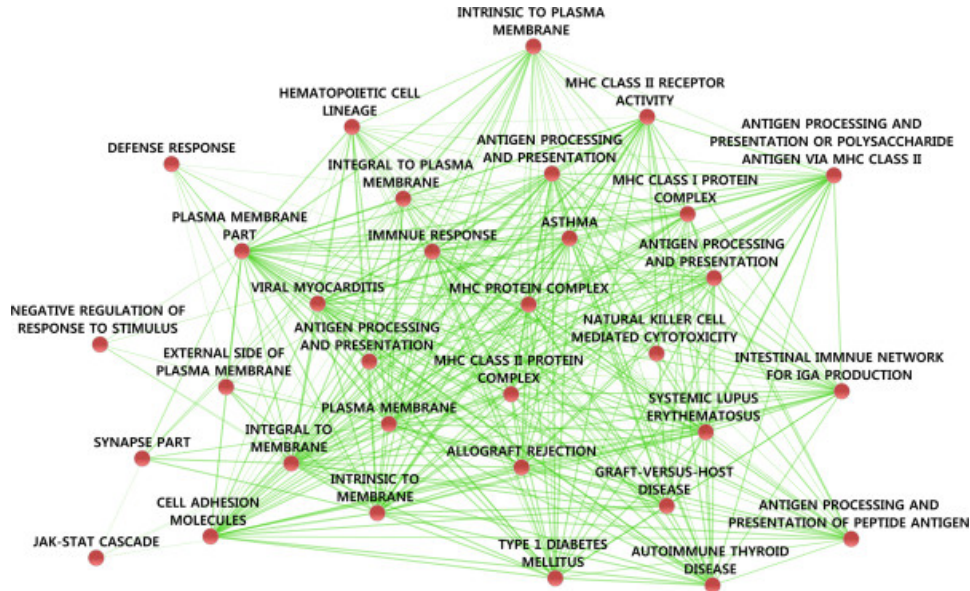 INTRINSIC TO PLASMA
MEMBRANE
HEMATOPOIETIC CELL
LINEAGE
MHC CLASS II RECEPTOR
ACTIVITY
ANTIGEN PROCESSING AND
PRESENTATION OR POLYSACCHARIDE
ANTIGEN VIA MHC CLASS II
DEFENSE RESPONSE
INTEGRAL TO PLASMA
MEMBRANE
ANTIGEN PROCESSING
AND PRESENTATION
MHC CLASS I PROTEIN
COMPLEX
PLASMA MEMBRANE
PART
IMMNUE RESPONSE
ASTHMA
ANTIGEN PROCESSING
AND PRESENTATION
VIRAL MYOCARDITIS
MHC PROTEIN COMPLEX
NEGATIVE REGULATION OF
RESPONSE TO STIMULUS
ANTIGEN PROCESSING
AND PRESENTATION
NATURAL KILLER CELL
MEDIATED CYTOTOXICITY
EXTERNAL SIDE OF
PLASMA MEMBRANE
MHC CLASS II PROTEIN
COMPLEX
INTESTINAL IMMNUE NETWORK
FOR IGA PRODUCTION
PLASMA MEMBRANE
SYSTEMIC LUPUS
ERYTHEMATOSUS
SYNAPSE PART
INTEGRAL TO
MEMBRANE
ALLOGRAFT REJECTION
INTRINSIC TO
MEMBRANE
GRAFT-VERSUS-HOST
DISEASE
CELL ADHESION
MOLECULES
ANTIGEN PROCESSING AND
PRESENTATION OF PEPTIDE ANTIGEN
JAK-STAT CASCADE
TYPE 1 DIABETES
MELLITUS
AUTOIMMUNE THYROID
DISEASE